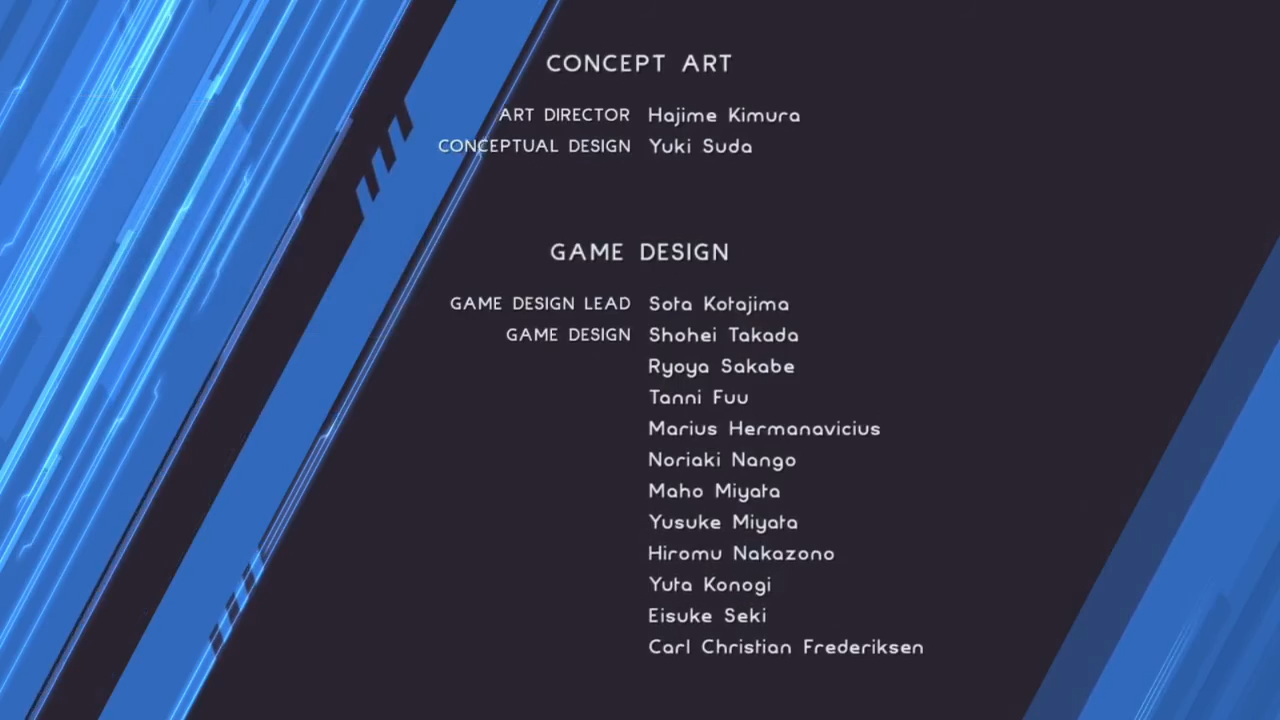 CONCEPT ART
ART DIRECTOR Hajime Kimura
CONCEPTUAL DESIGN Yuki Suda
GAME DESIGN
GAME DESIGN LEAD Sota Kotajima
GAME DESIGN Shohei Takada
Ryoya Sakabe
Tanni Fuu
Marius Hermanavicius
Noriaki Nango
Maho Miyata
Yusuke Miyata
Hiromu Nakazono
Yuta Konogi
Eisuke Seki
Carl Christian Frederiksen